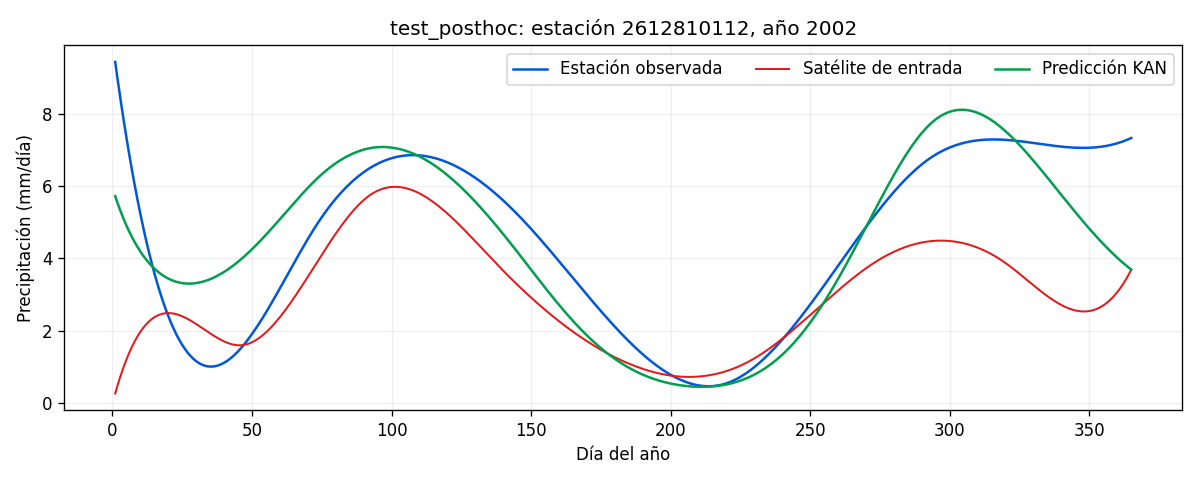 test_posthoc: estación 2612810112, año 2002
Estación observada Satélite de entrada Predicción KAN
Precipitación (mm/día)
8
6
4
2
0
0 50 100 150 200 250 300 350
Día del año